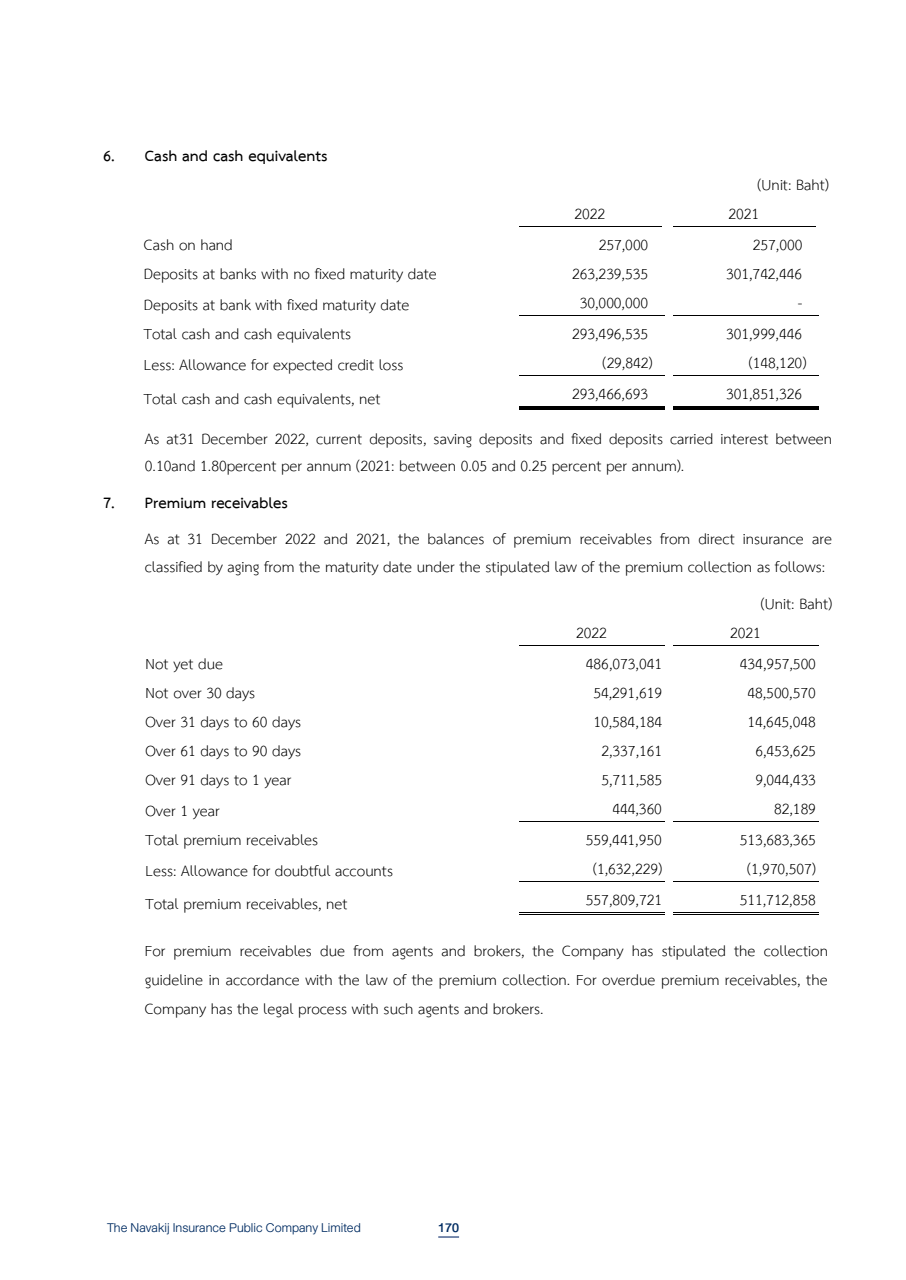 6. Cash and cash equivalents
(Unit: Baht)
2022 2021
Cash on hand 257,000 257,000
Deposits at banks with no fixed maturity date 263,239,535 301,742,446
Deposits at bank with fixed maturity date 30,000,000 -
Total cash and cash equivalents 293,496,535 301,999,446
Less: Allowance for expected credit loss (29,842) (148,120)
Total cash and cash equivalents, net 293,466,693 301,851,326
As at31 December 2022, current deposits, saving deposits and fixed deposits carried interest between
0.10and 1.80percent per annum (2021: between 0.05 and 0.25 percent per annum).
7. Premium receivables
As at 31 December 2022 and 2021, the balances of premium receivables from direct insurance are
classified by aging from the maturity date under the stipulated law of the premium collection as follows:
(Unit: Baht)
2022 2021
Not yet due 486,073,041 434,957,500
Not over 30 days 54,291,619 48,500,570
Over 31 days to 60 days 10,584,184 14,645,048
Over 61 days to 90 days 2,337,161 6,453,625
Over 91 days to 1 year 5,711,585 9,044,433
Over 1 year 444,360 82,189
Total premium receivables 559,441,950 513,683,365
Less: Allowance for doubtful accounts (1,632,229) (1,970,507)
Total premium receivables, net 557,809,721 511,712,858
For premium receivables due from agents and brokers, the Company has stipulated the collection
guideline in accordance with the law of the premium collection. For overdue premium receivables, the
Company has the legal process with such agents and brokers.
The Navakij Insurance Public Company Limited 170